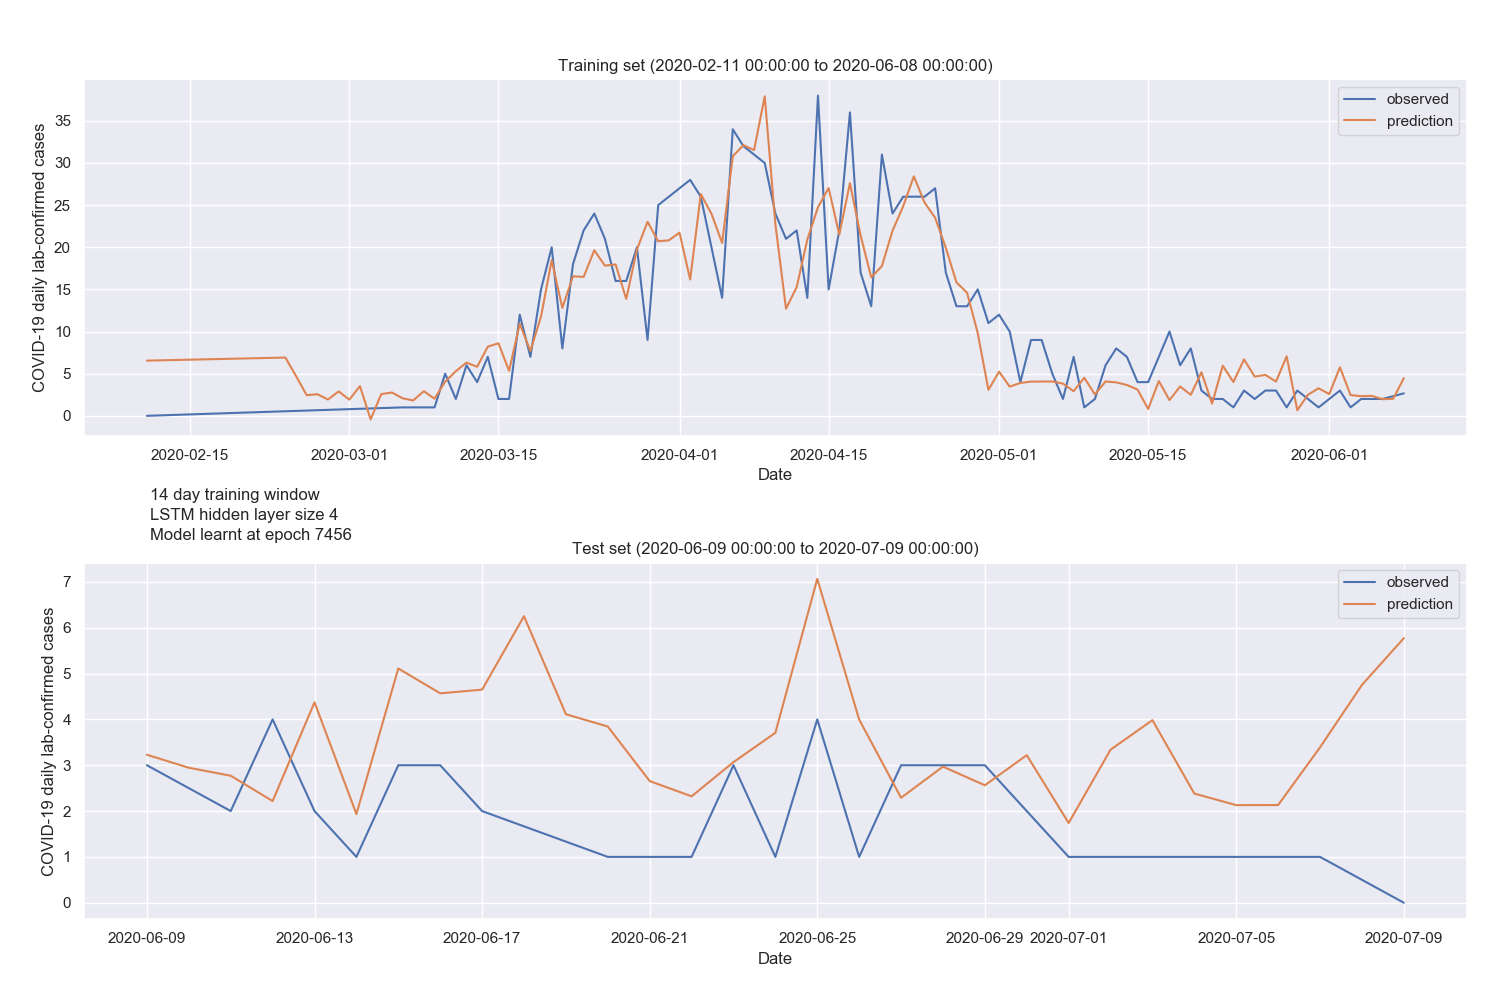 Training set (2020-02-11 00:00:00 to 2020-06-08 00:00:00)
COVID-19 daily lab-confirmed cases
35
30
25
20
15
10
5
0
observed
prediction
2020-02-15 2020-03-01 2020-03-15 2020-04-01 2020-04-15 2020-05-01 2020-05-15 2020-06-01
Date
14 day training window
LSTM hidden layer size 4
Model learnt at epoch 7456
Test set (2020-06-09 00:00:00 to 2020-07-09 00:00:00)
COVID-19 daily lab-confirmed cases
7
6
5
4
3
2
1
0
observed
prediction
2020-06-09 2020-06-13 2020-06-17 2020-06-21 2020-06-25 2020-06-29 2020-07-01 2020-07-05 2020-07-09
Date